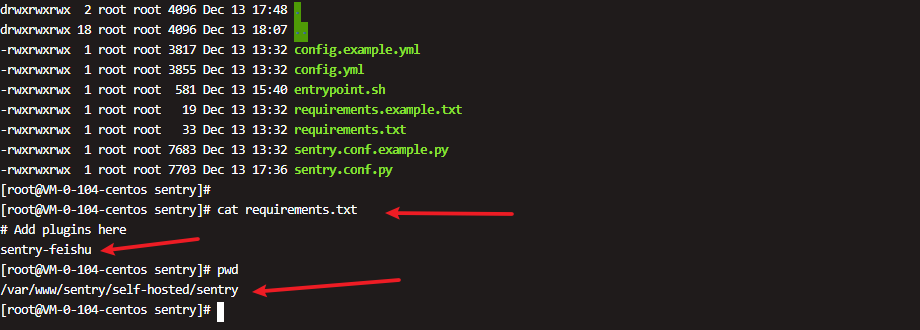 drwxrwxrwx  2 root root 4096 Dec 13 17:48 .
drwxrwxrwx 18 root root 4096 Dec 13 18:07 ..
-rwxrwxrwx  1 root root 3817 Dec 13 13:32 config.example.yml
-rwxrwxrwx  1 root root 3855 Dec 13 13:32 config.yml
-rwxrwxrwx  1 root root  581 Dec 13 15:40 entrypoint.sh
-rwxrwxrwx  1 root root   19 Dec 13 13:32 requirements.example.txt
-rwxrwxrwx  1 root root   33 Dec 13 13:32 requirements.txt
-rwxrwxrwx  1 root root 7683 Dec 13 13:32 sentry.conf.example.py
-rwxrwxrwx  1 root root 7703 Dec 13 17:36 sentry.conf.py
[root@VM-0-104-centos sentry]#
[root@VM-0-104-centos sentry]# cat requirements.txt
# Add plugins here
sentry-feishu
[root@VM-0-104-centos sentry]# pwd
/var/www/sentry/self-hosted/sentry
[root@VM-0-104-centos sentry]#